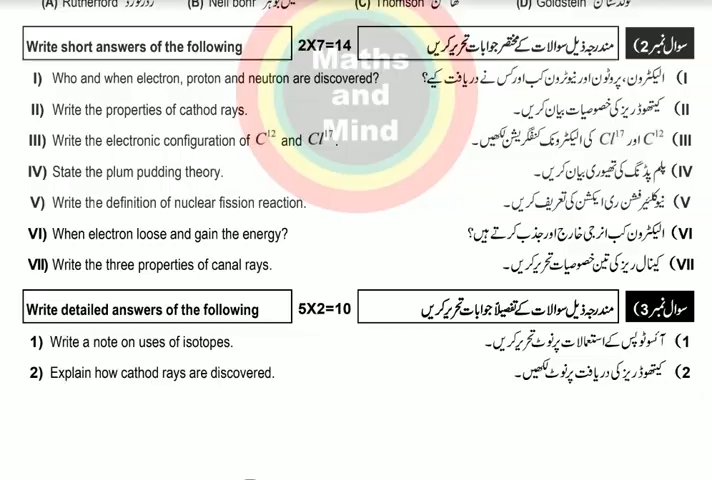 (A) Rutherford ردرفورڈ (B) Neil bohr نیل بوہر (C) Thomson تھامسن (D) Goldstein گولڈسٹائن
Write short answers of the following 2X7=14 مندرجہ ذیل سوالات کے مختصر جوابات تحریر کریں سوال نمبر 2)
Maths and Mind
I) Who and when electron, proton and neutron are discovered? الیکٹرون، پروٹون اور نیوٹرون کب اور کس نے دریافت کیے؟ (I
II) Write the properties of cathod rays. کیتھوڈ ریز کی خصوصیات بیان کریں۔ (II
III) Write the electronic configuration of C¹² and Cl¹⁷. C¹² اور Cl¹⁷ کی الیکٹرونک کنفگریشن لکھیں۔ (III
IV) State the plum pudding theory. پلم پڈنگ کی تھیوری بیان کریں۔ (IV
V) Write the definition of nuclear fission reaction. نیوکلئیر فشن ری ایکشن کی تعریف کریں۔ (V
VI) When electron loose and gain the energy? الیکٹرون کب انرجی خارج اور جذب کرتے ہیں؟ (VI
VII) Write the three properties of canal rays. کینال ریز کی تین خصوصیات تحریر کریں۔ (VII
Write detailed answers of the following 5X2=10 مندرجہ ذیل سوالات کے تفصیلاً جوابات تحریر کریں سوال نمبر 3)
1) Write a note on uses of isotopes. آئسوٹوپس کے استعمالات پر نوٹ تحریر کریں۔ (1
2) Explain how cathod rays are discovered. کیتھوڈ ریز کی دریافت پر نوٹ لکھیں۔ (2